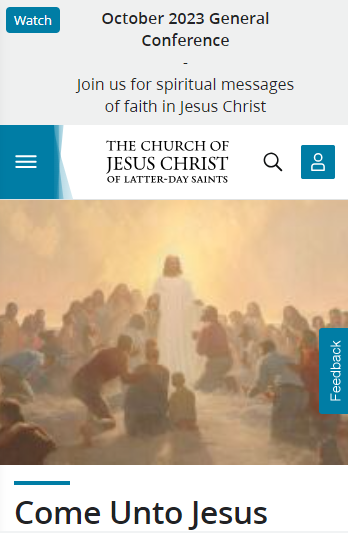 Watch
October 2023 General
Conference
-
Join us for spiritual messages
of faith in Jesus Christ
THE CHURCH OF
JESUS CHRIST
OF LATTER-DAY SAINTS
Feedback
Come Unto Jesus